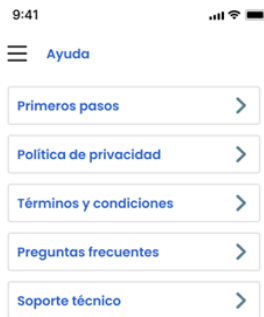 9:41
Ayuda
Primeros pasos
Política de privacidad
Términos y condiciones
Preguntas frecuentes
Soporte técnico